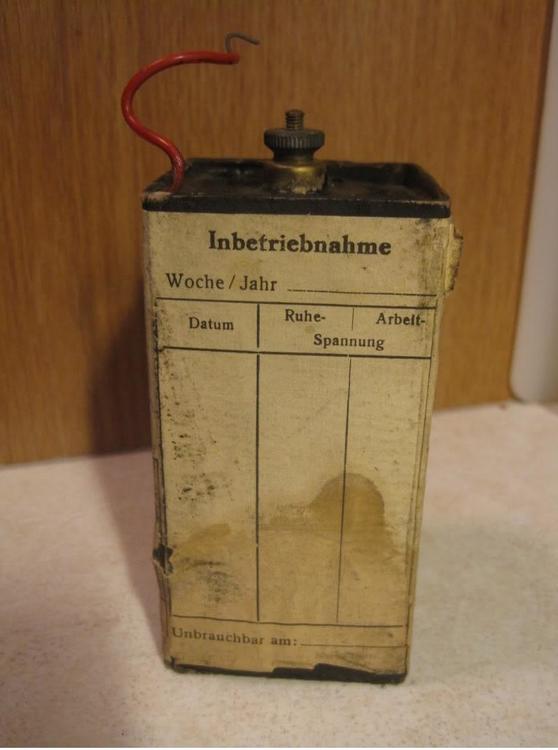 Inbetriebnahme
Woche / Jahr
Datum Ruhe- Arbeit-
Spannung
Unbrauchbar am: